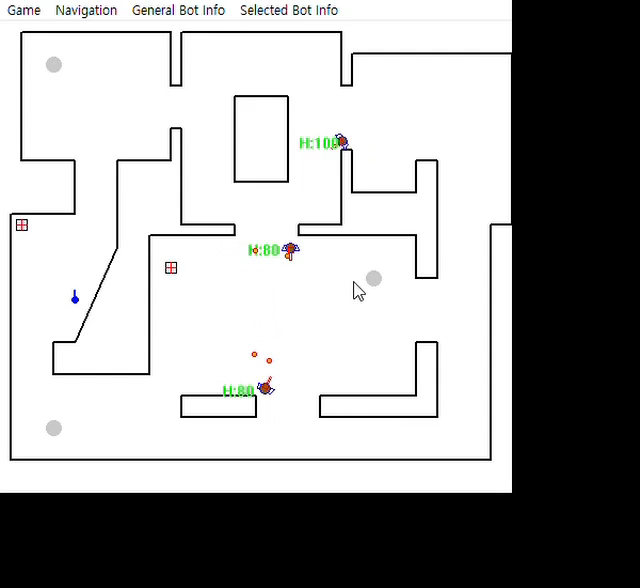 Game Navigation General Bot Info Selected Bot Info
H:100
H:80
H:80